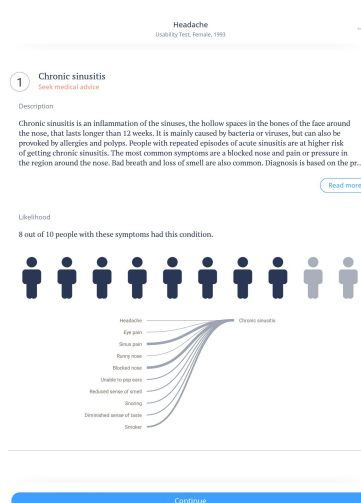 Headache
Usability Test, Female, 1993
1
Chronic sinusitis
Seek medical advice
Description
Chronic sinusitis is an inflammation of the sinuses, the hollow spaces in the bones of the face around
the nose, that lasts longer than 12 weeks. It is mainly caused by bacteria or viruses, but can also be
provoked by allergies and polyps. People with repeated episodes of acute sinusitis are at higher risk
of getting chronic sinusitis. The most common symptoms are a blocked nose and pain or pressure in
the region around the nose. Bad breath and loss of smell are also common. Diagnosis is based on the pr...
Read more
Likelihood
8 out of 10 people with these symptoms had this condition.
Headache
Chronic sinusitis
Eye pain
Sinus pain
Runny nose
Blocked nose
Unable to pop ears
Reduced sense of smell
Snoring
Diminished sense of taste
Smoker
Continue